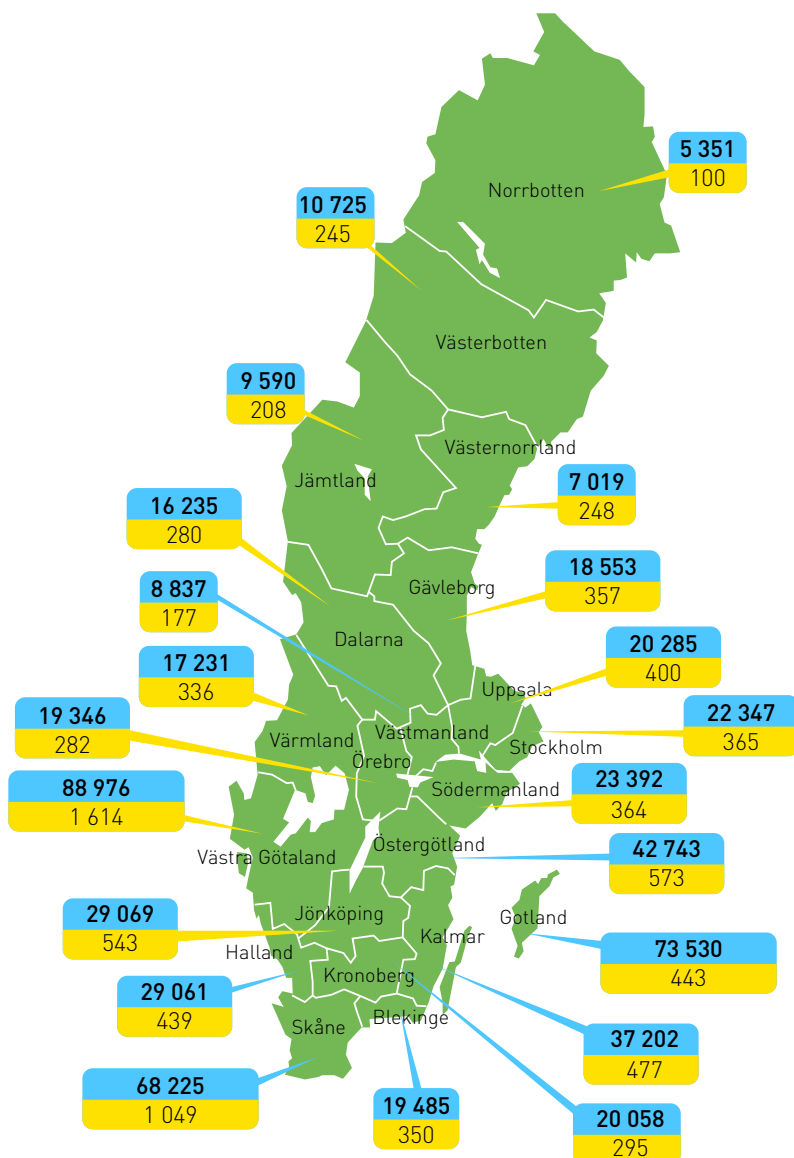 5 351
100
Norrbotten
10 725
245
Västerbotten
9 590
208
Västernorrland
Jämtland
7 019
248
16 235
280
18 553
357
Gävleborg
8 837
177
Dalarna
20 285
400
17 231
336
Uppsala
19 346
282
22 347
365
Västmanland
Värmland
Stockholm
Örebro
88 976
1 614
Södermanland
23 392
364
Östergötland
42 743
573
Västra Götaland
29 069
543
Jönköping
Gotland
Kalmar
73 530
443
Halland
Kronoberg
29 061
439
Blekinge
Skåne
37 202
477
68 225
1 049
19 485
350
20 058
295